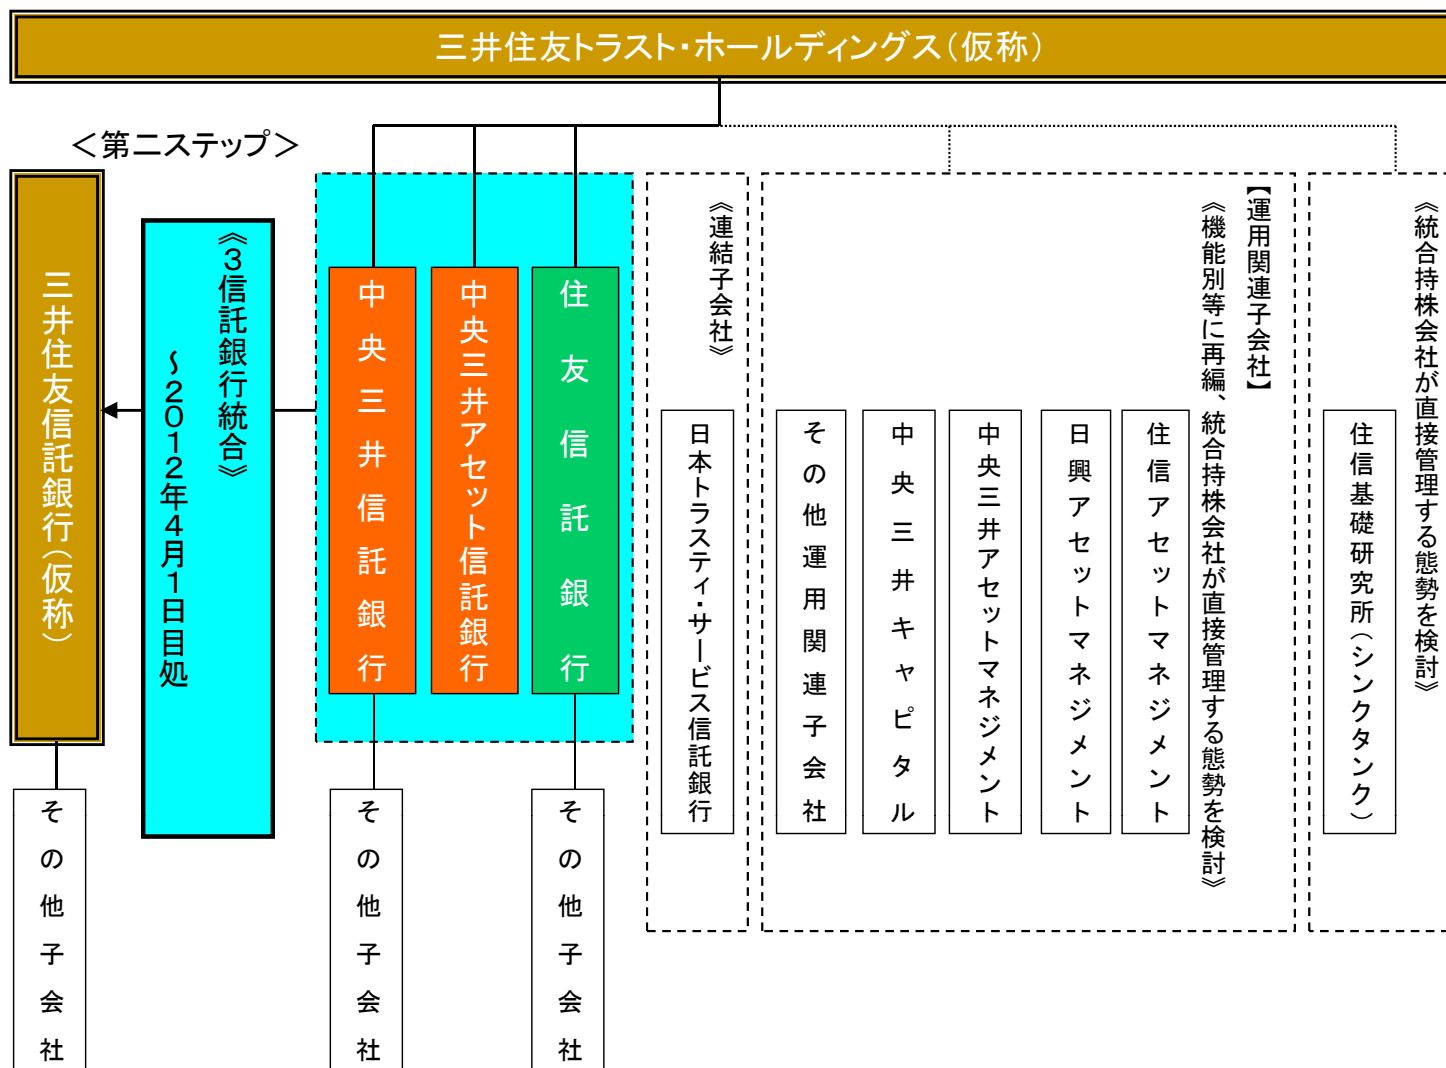 三井住友トラスト・ホールディングス（仮称）
＜第二ステップ＞
三井住友信託銀行（仮称）
《３信託銀行統合》
～２０１２年４月１日目処
中央三井信託銀行
中央三井アセット信託銀行
住友信託銀行
《連結子会社》
日本トラスティ・サービス信託銀行
【運用関連子会社】
《機能別等に再編、統合持株会社が直接管理する態勢を検討》
その他運用関連子会社
中央三井キャピタル
中央三井アセットマネジメント
日興アセットマネジメント
住信アセットマネジメント
《統合持株会社が直接管理する態勢を検討》
住信基礎研究所（シンクタンク）
その他子会社
その他子会社
その他子会社